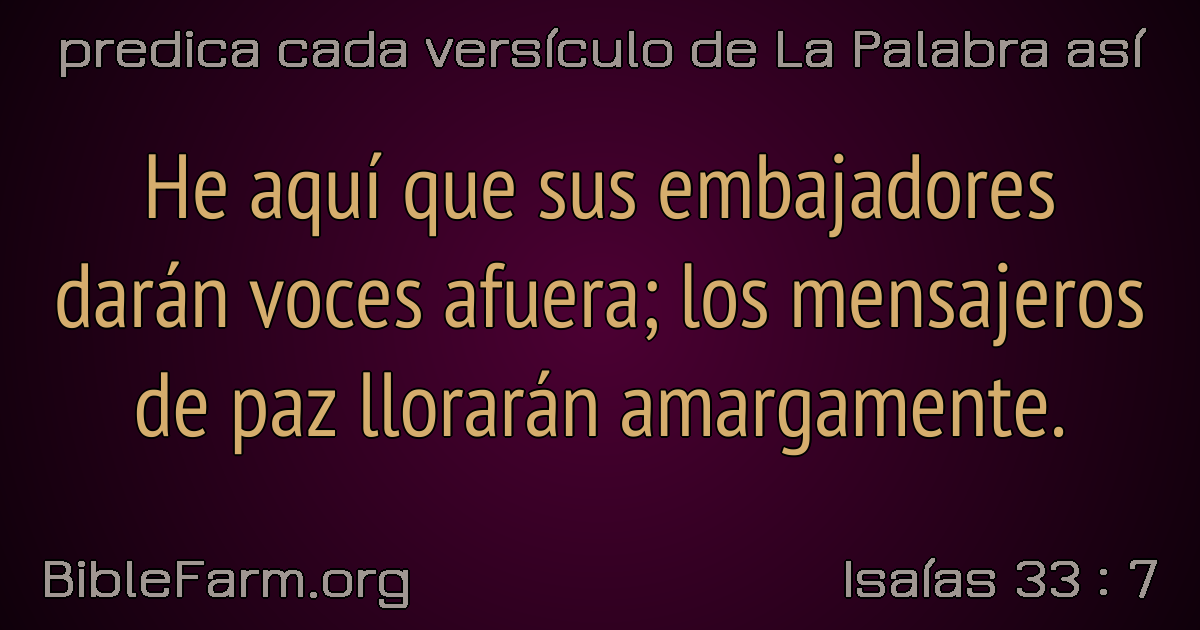 predica cada versículo de La Palabra así
He aquí que sus embajadores
darán voces afuera; los mensajeros
de paz llorarán amargamente.
BibleFarm.org
Isaías 33 : 7